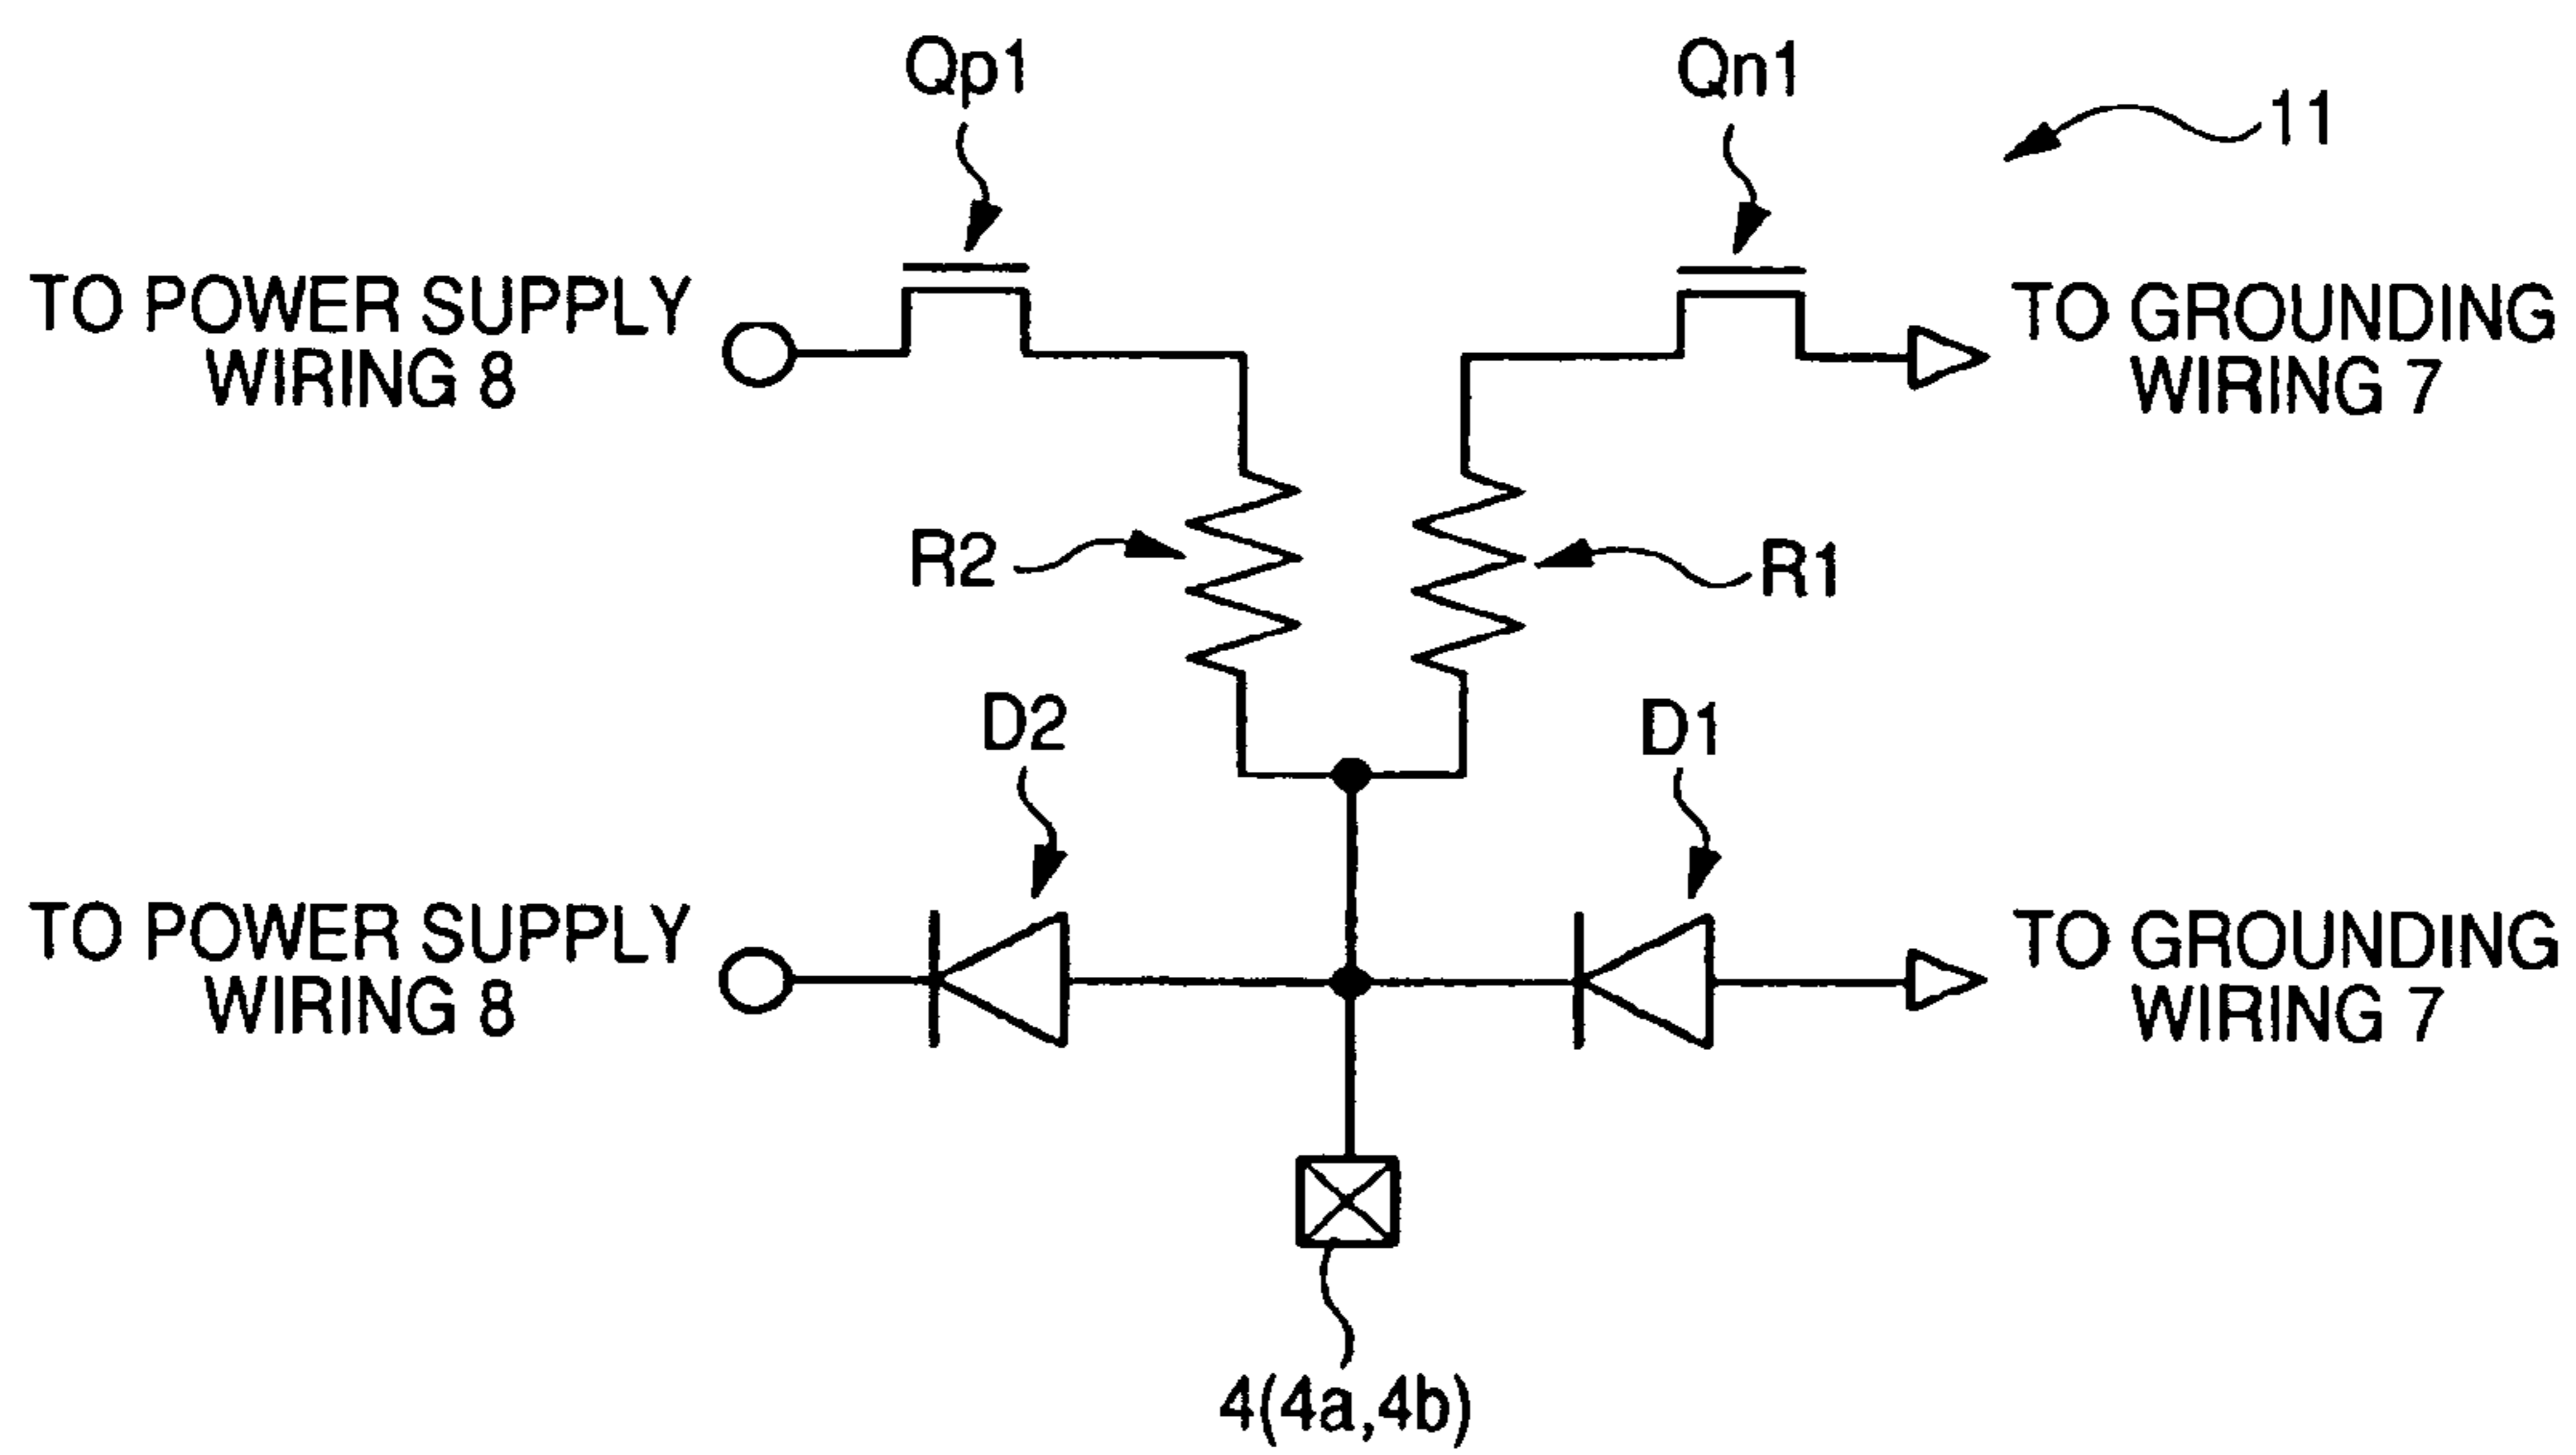 Qp1
Qn1
11
TO POWER SUPPLY
WIRING 8
TO GROUNDING
WIRING 7
R2
R1
D2
D1
TO POWER SUPPLY
WIRING 8
TO GROUNDING
WIRING 7
4(4a,4b)